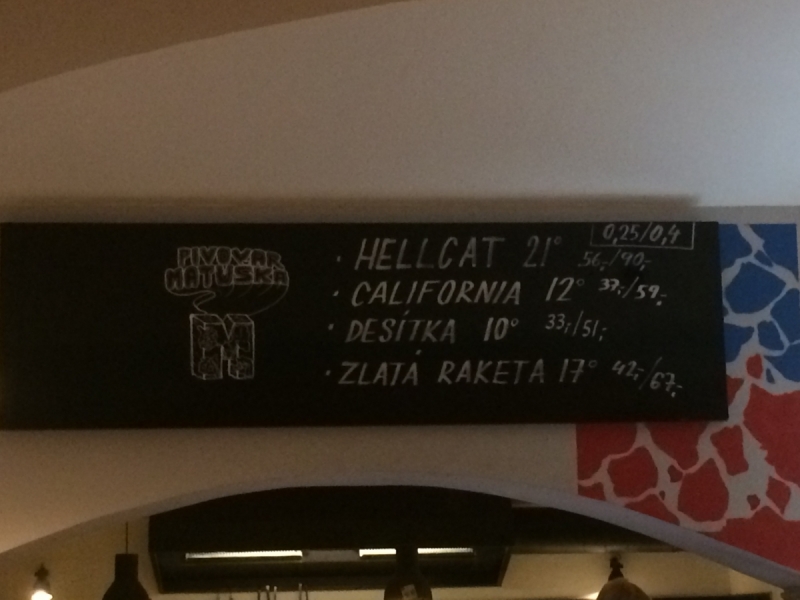 PIVOVAR
MATUŠKA
M
0,25/0,4
· HELLCAT 21° 56,-/90,-
· CALIFORNIA 12° 37,-/59,-
· DESÍTKA 10° 33,-/51,-
· ZLATÁ RAKETA 17° 42,-/67,-